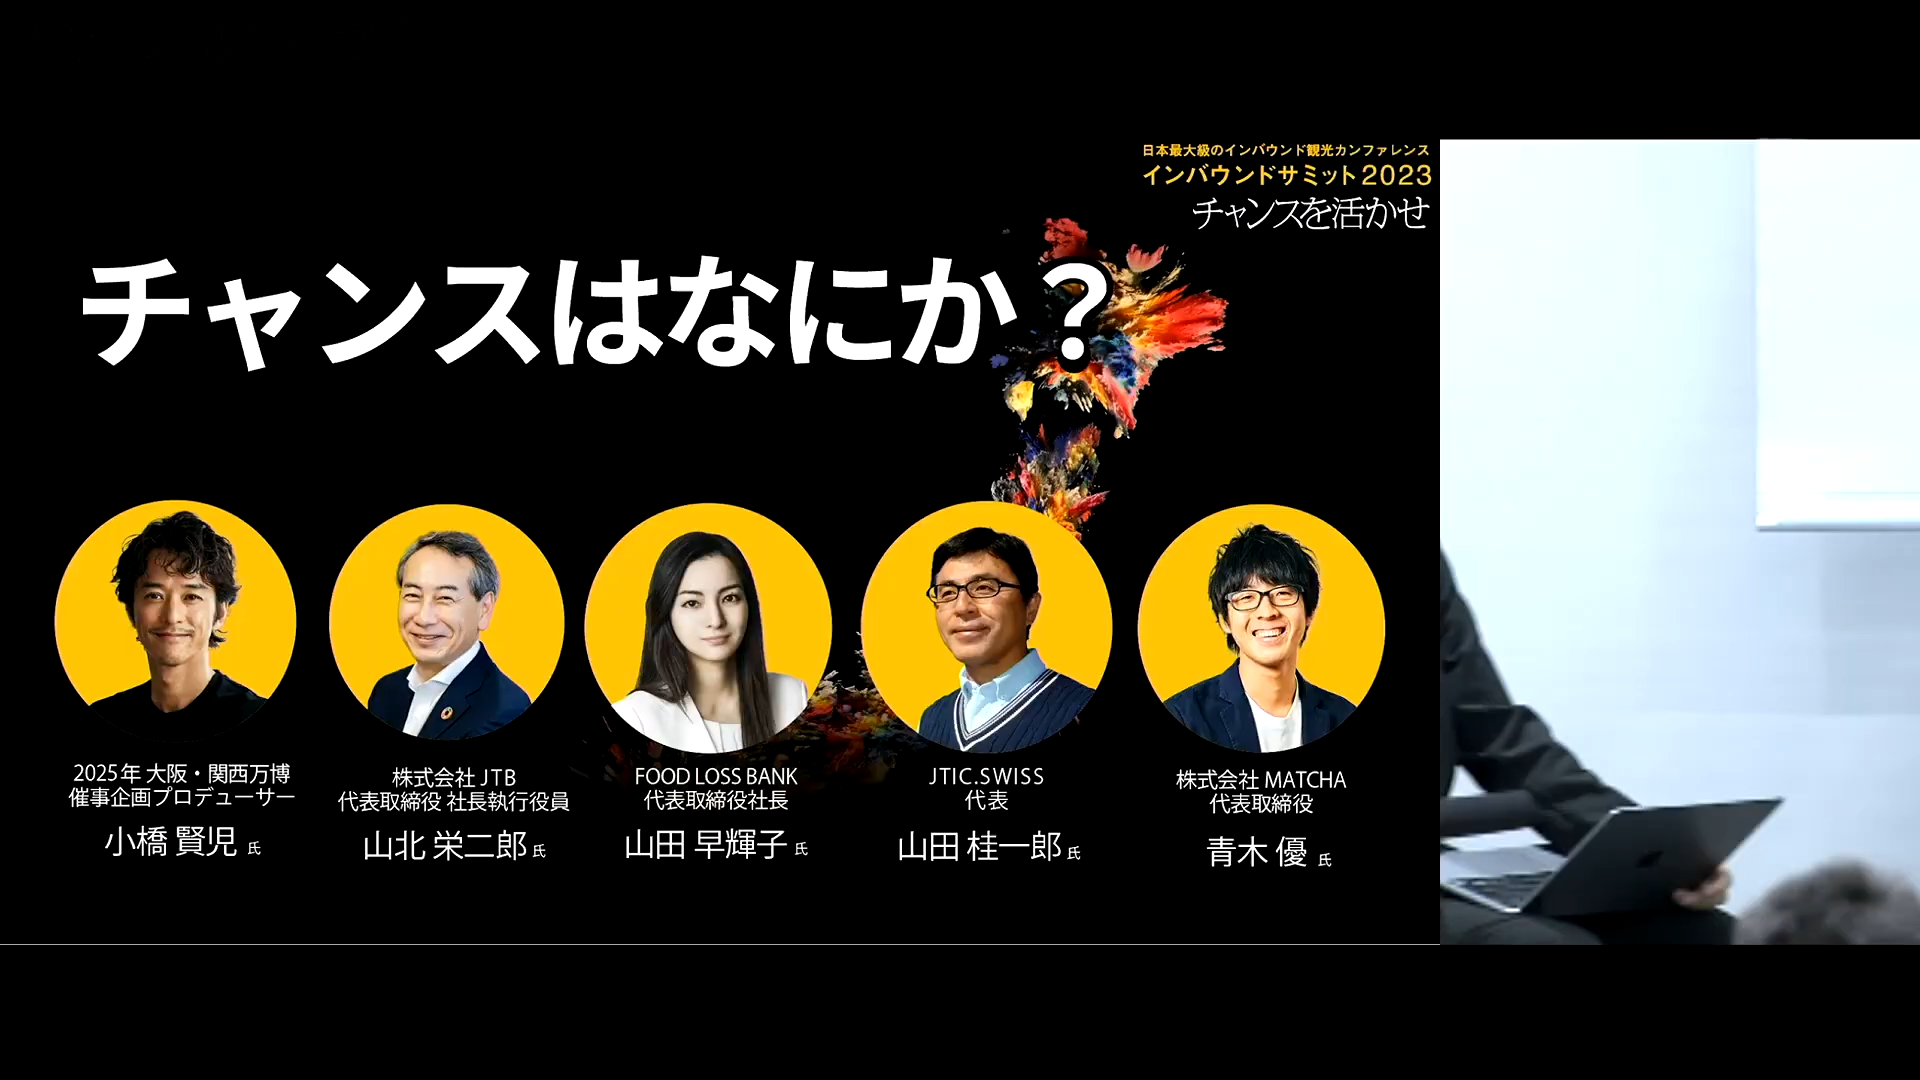 日本最大級のインバウンド観光カンファレンス
インバウンドサミット2023
チャンスを活かせ
チャンスはなにか？
2025年 大阪・関西万博
催事企画プロデューサー
小橋 賢児 氏
株式会社 JTB
代表取締役 社長執行役員
山北 栄二郎 氏
FOOD LOSS BANK
代表取締役社長
山田 早輝子 氏
JTIC.SWISS
代表
山田 桂一郎 氏
株式会社 MATCHA
代表取締役
青木 優 氏